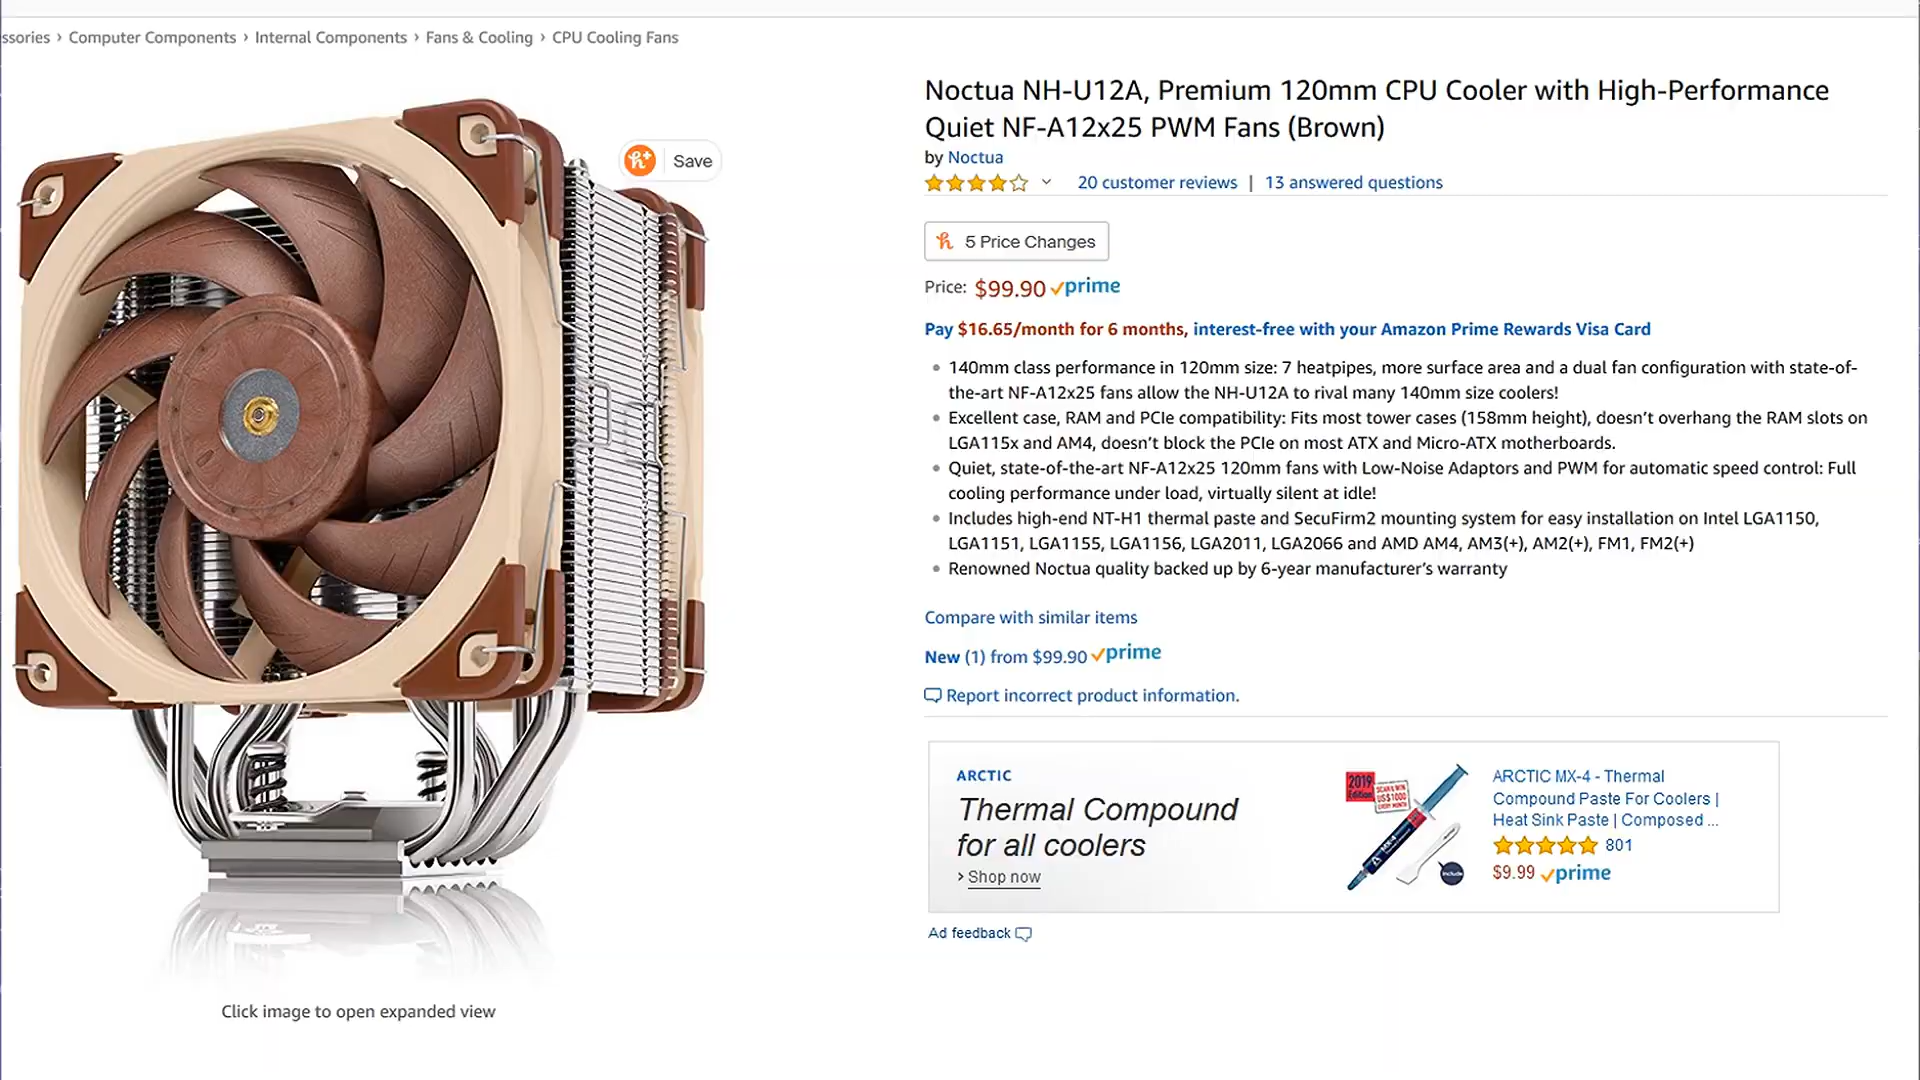 ssories › Computer Components › Internal Components › Fans & Cooling › CPU Cooling Fans
Save
Noctua NH-U12A, Premium 120mm CPU Cooler with High-Performance
Quiet NF-A12x25 PWM Fans (Brown)
by Noctua
20 customer reviews | 13 answered questions
5 Price Changes
Price: $99.90 prime
Pay $16.65/month for 6 months, interest-free with your Amazon Prime Rewards Visa Card
140mm class performance in 120mm size: 7 heatpipes, more surface area and a dual fan configuration with state-of-
the-art NF-A12x25 fans allow the NH-U12A to rival many 140mm size coolers!
Excellent case, RAM and PCIe compatibility: Fits most tower cases (158mm height), doesn’t overhang the RAM slots on
LGA115x and AM4, doesn’t block the PCIe on most ATX and Micro-ATX motherboards.
Quiet, state-of-the-art NF-A12x25 120mm fans with Low-Noise Adaptors and PWM for automatic speed control: Full
cooling performance under load, virtually silent at idle!
Includes high-end NT-H1 thermal paste and SecuFirm2 mounting system for easy installation on Intel LGA1150,
LGA1151, LGA1155, LGA1156, LGA2011, LGA2066 and AMD AM4, AM3(+), AM2(+), FM1, FM2(+)
Renowned Noctua quality backed up by 6-year manufacturer’s warranty
Compare with similar items
New (1) from $99.90 prime
Report incorrect product information.
ARCTIC
Thermal Compound
for all coolers
› Shop now
2019
Edition
SCAN & WIN
US$1000
EVERY MONTH
MX-4
ARCTIC MX-4 - Thermal
Compound Paste For Coolers |
Heat Sink Paste | Composed ...
801
$9.99 prime
Ad feedback
Click image to open expanded view